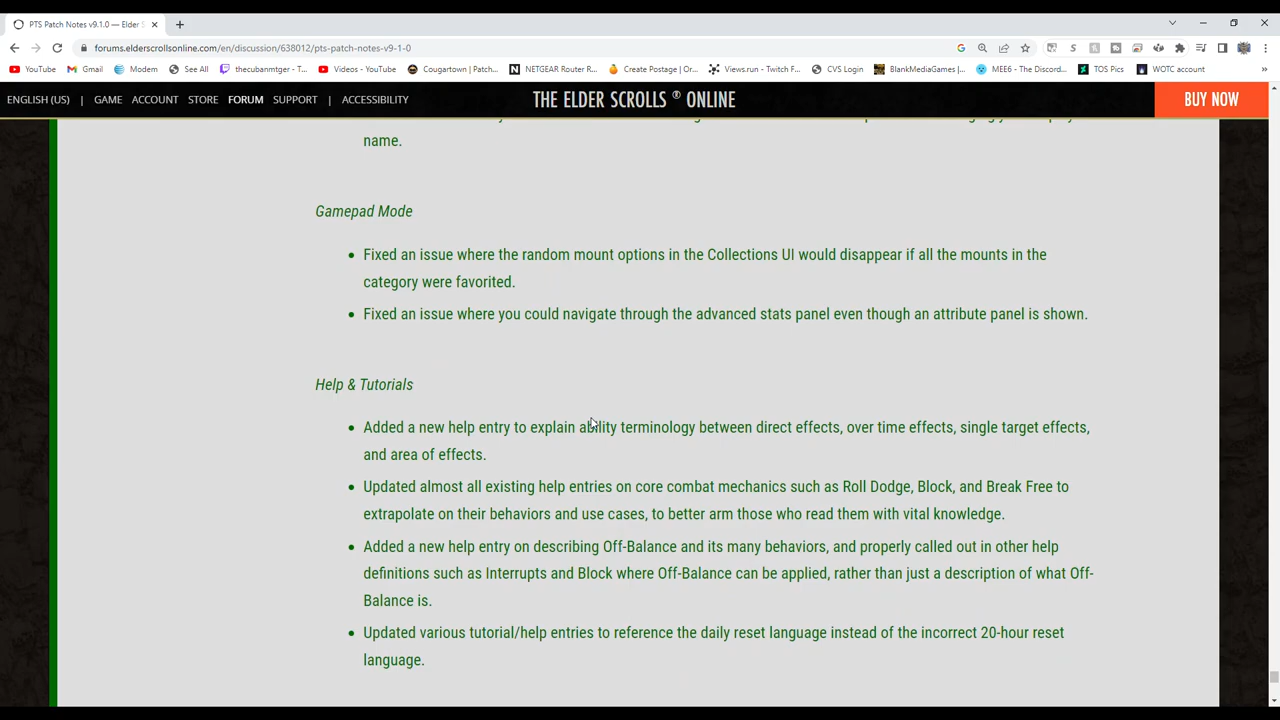 PTS Patch Notes v9.1.0 — Elder S
forums.elderscrollsonline.com/en/discussion/638012/pts-patch-notes-v9-1-0
YouTube Gmail Modem See All thecubanmtger - T... Videos - YouTube Cougartown | Patch... NETGEAR Router R... Create Postage | Or... Views.run - Twitch F... CVS Login BlankMediaGames |... MEE6 - The Discord... TOS Pics WOTC account »
ENGLISH (US) | GAME ACCOUNT STORE FORUM SUPPORT | ACCESSIBILITY THE ELDER SCROLLS ® ONLINE BUY NOW
name.
Gamepad Mode
• Fixed an issue where the random mount options in the Collections UI would disappear if all the mounts in the
category were favorited.
• Fixed an issue where you could navigate through the advanced stats panel even though an attribute panel is shown.
Help & Tutorials
• Added a new help entry to explain ability terminology between direct effects, over time effects, single target effects,
and area of effects.
• Updated almost all existing help entries on core combat mechanics such as Roll Dodge, Block, and Break Free to
extrapolate on their behaviors and use cases, to better arm those who read them with vital knowledge.
• Added a new help entry on describing Off-Balance and its many behaviors, and properly called out in other help
definitions such as Interrupts and Block where Off-Balance can be applied, rather than just a description of what Off-
Balance is.
• Updated various tutorial/help entries to reference the daily reset language instead of the incorrect 20-hour reset
language.